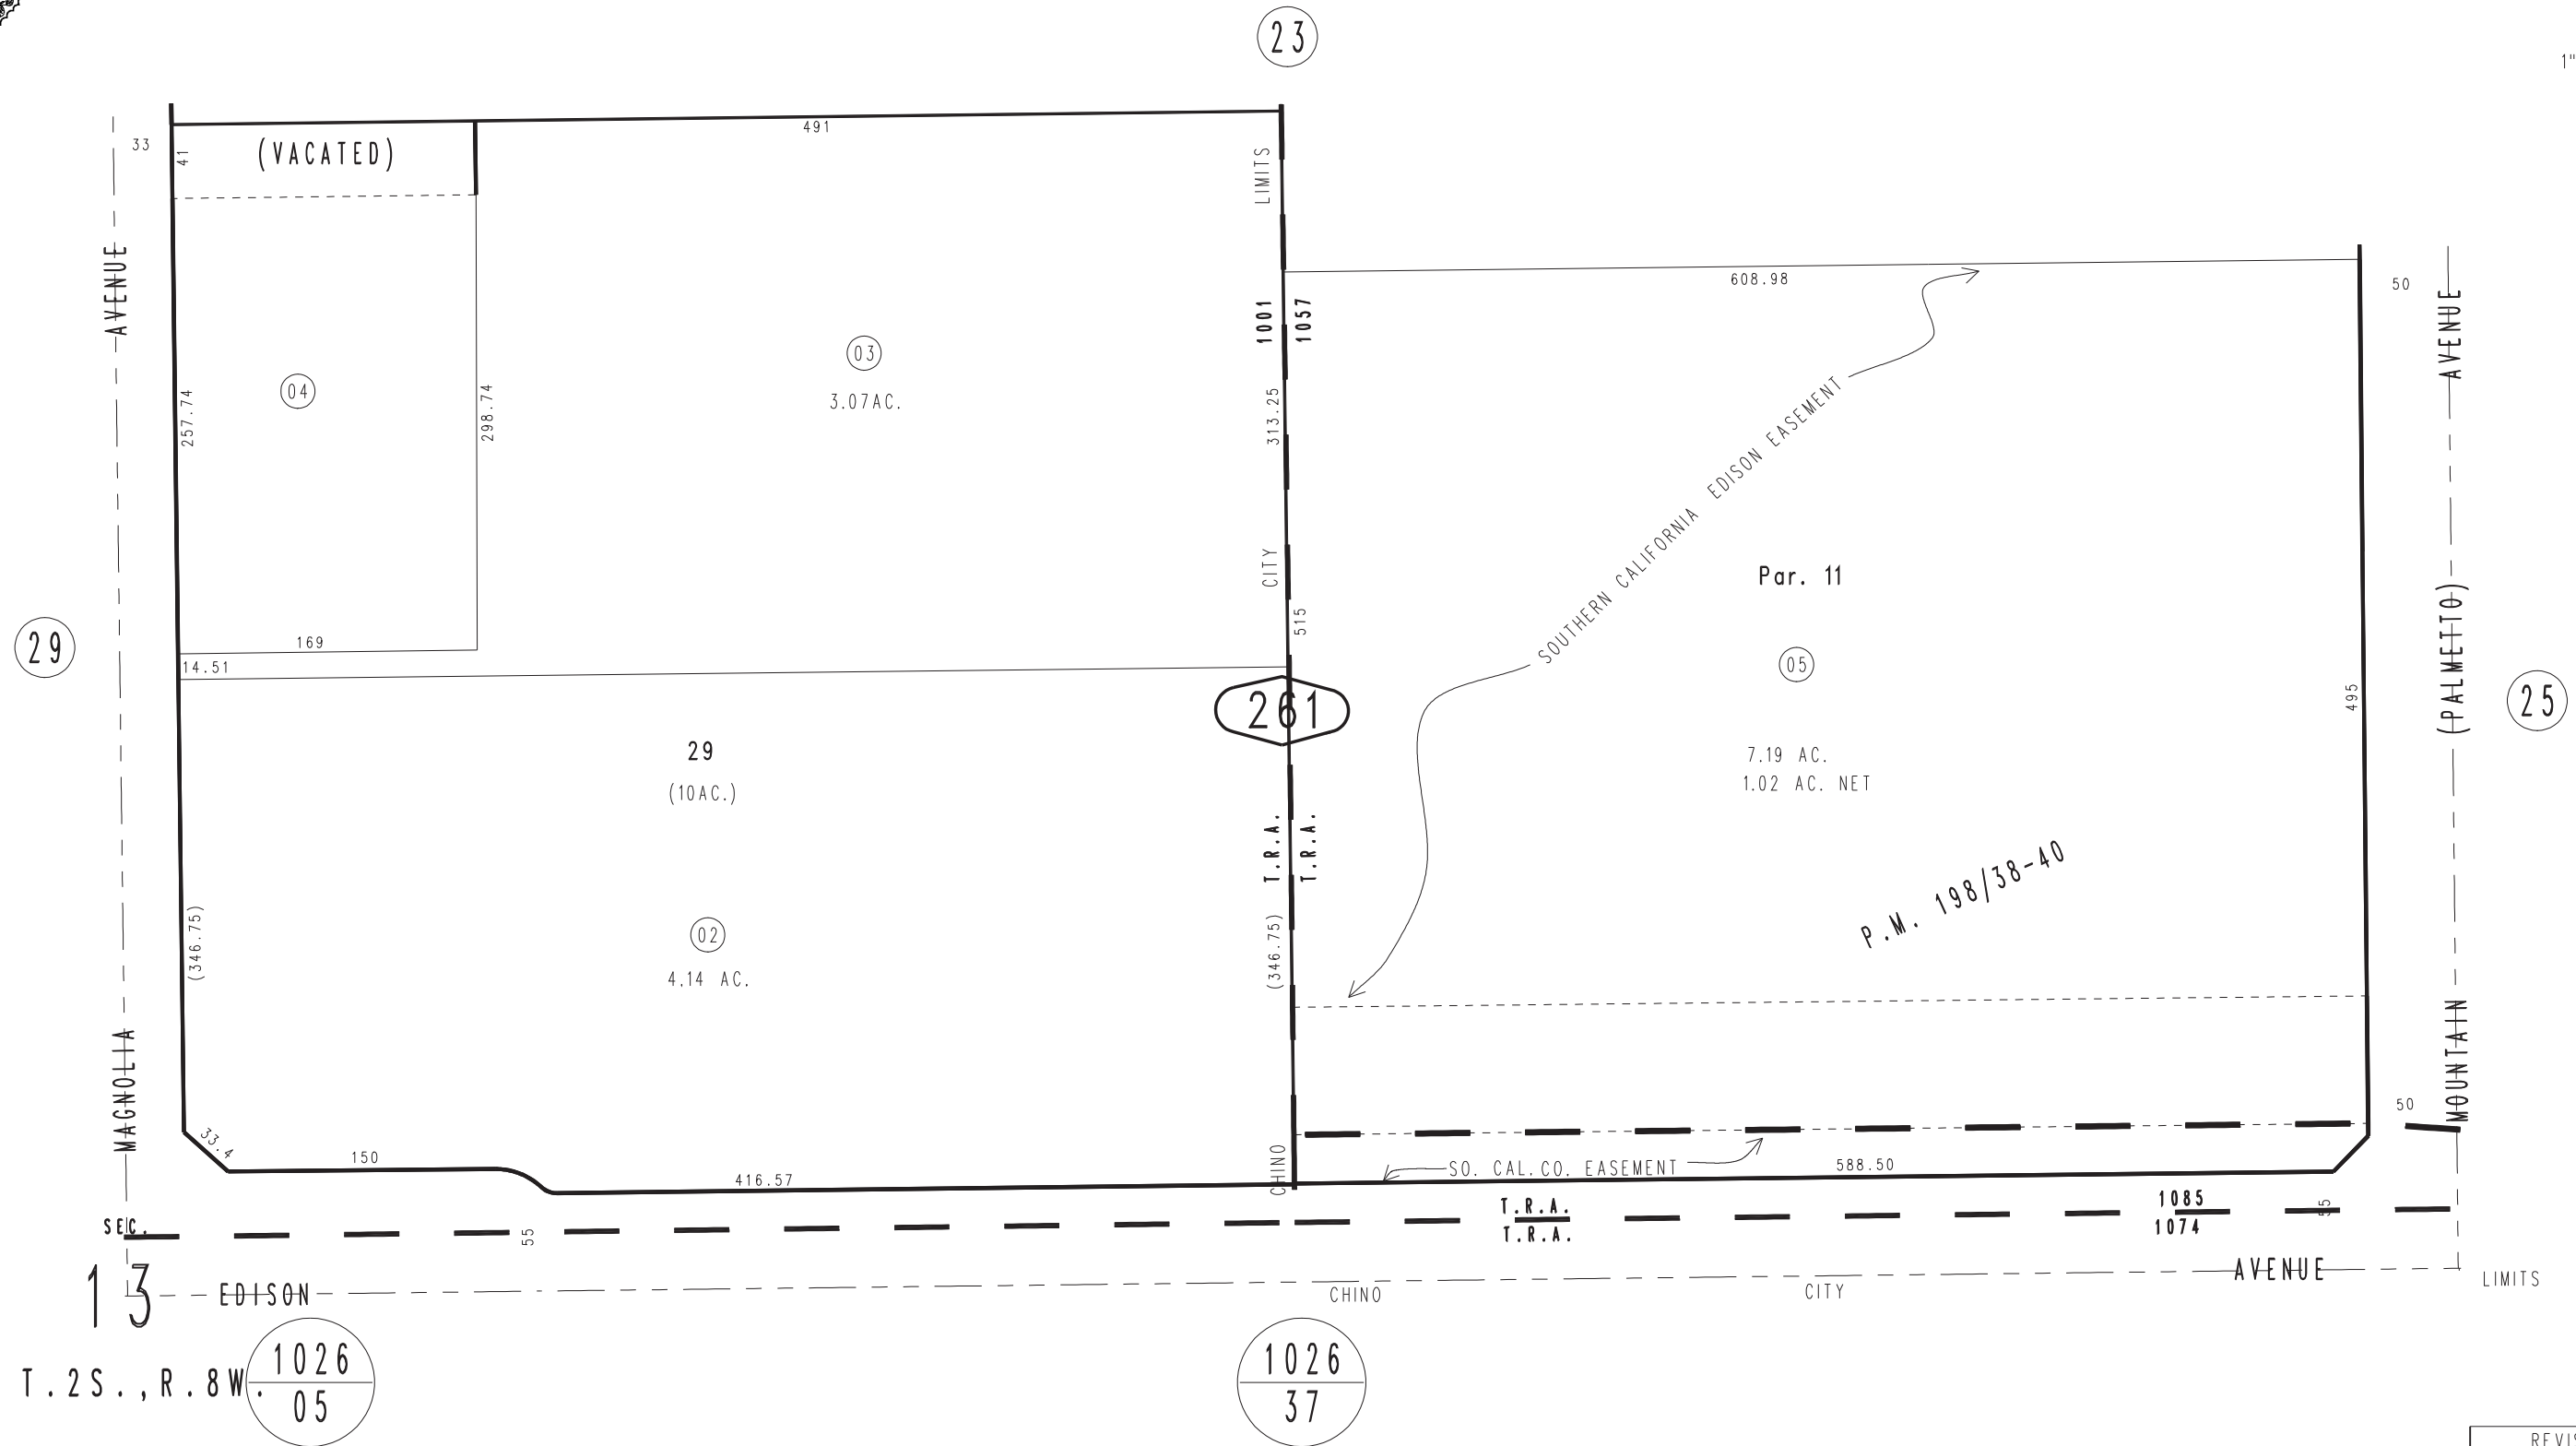 23
1"
491
33
41
(VACATED)
LIMITS
608.98
50
AVENUE
AVENUE
1001
1057
03
3.07AC.
04
257.74
298.74
313.25
SOUTHERN CALIFORNIA EDISON EASEMENT
CITY
515
Par. 11
169
14.51
29
05
(PALMETTO)
495
25
261
29
(10AC.)
7.19 AC.
1.02 AC. NET
T.R.A.
T.R.A.
P.M. 198/38-40
(346.75)
02
4.14 AC.
(346.75)
MAGNOLIA
MOUNTAIN
50
33.4
150
416.57
CHINO
SO. CAL.CO. EASEMENT
588.50
SEC.
55
T.R.A.
T.R.A.
1085
1074
55
13
EDISON
CHINO
CITY
AVENUE
LIMITS
T.2S.,R.8W.
1026
05
1026
37
REVIS